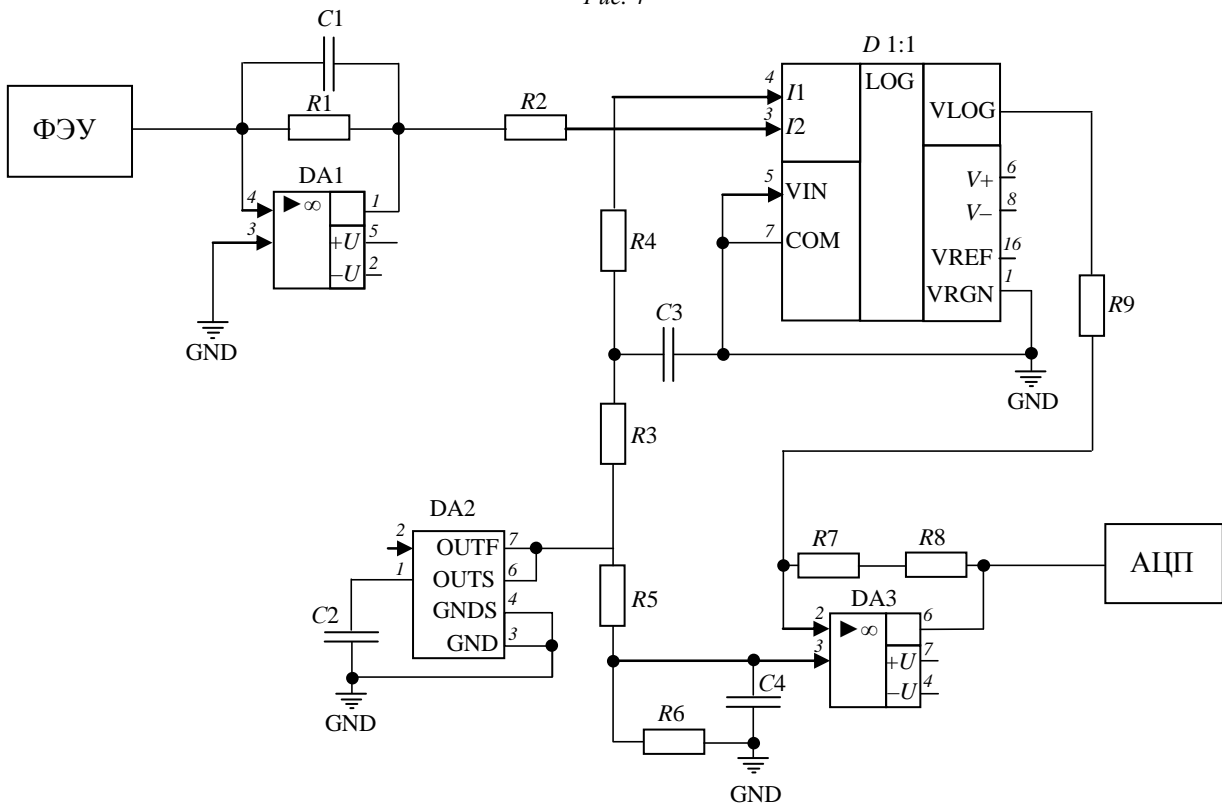 Рис. 4
C1
D 1:1
ФЭУ
R1
R2
4
I1
3
I2
LOG
VLOG
DA1
4
3
▶∞
1
+U
5
−U
2
5
VIN
7
COM
V+
6
V−
8
VREF
16
VRGN
1
R4
C3
R9
GND
GND
R3
DA2
2
OUTF
7
1
OUTS
6
GNDS
4
GND
3
C2
R5
R7
R8
АЦП
DA3
2
3
▶∞
6
+U
7
−U
4
C4
R6
GND
GND